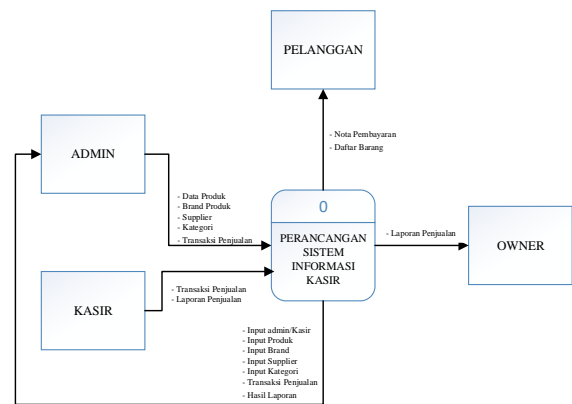 PELANGGAN
- Nota Pembayaran
- Daftar Barang
ADMIN
- Data Produk
- Brand Produk
- Supplier
- Kategori
- Transaksi Penjualan
0
PERANCANGAN
SISTEM
INFORMASI
KASIR
- Laporan Penjualan
OWNER
KASIR
- Transaksi Penjualan
- Laporan Penjualan
- Input admin/Kasir
- Input Produk
- Input Brand
- Input Supplier
- Input Kategori
- Transaksi Penjualan
- Hasil Laporan